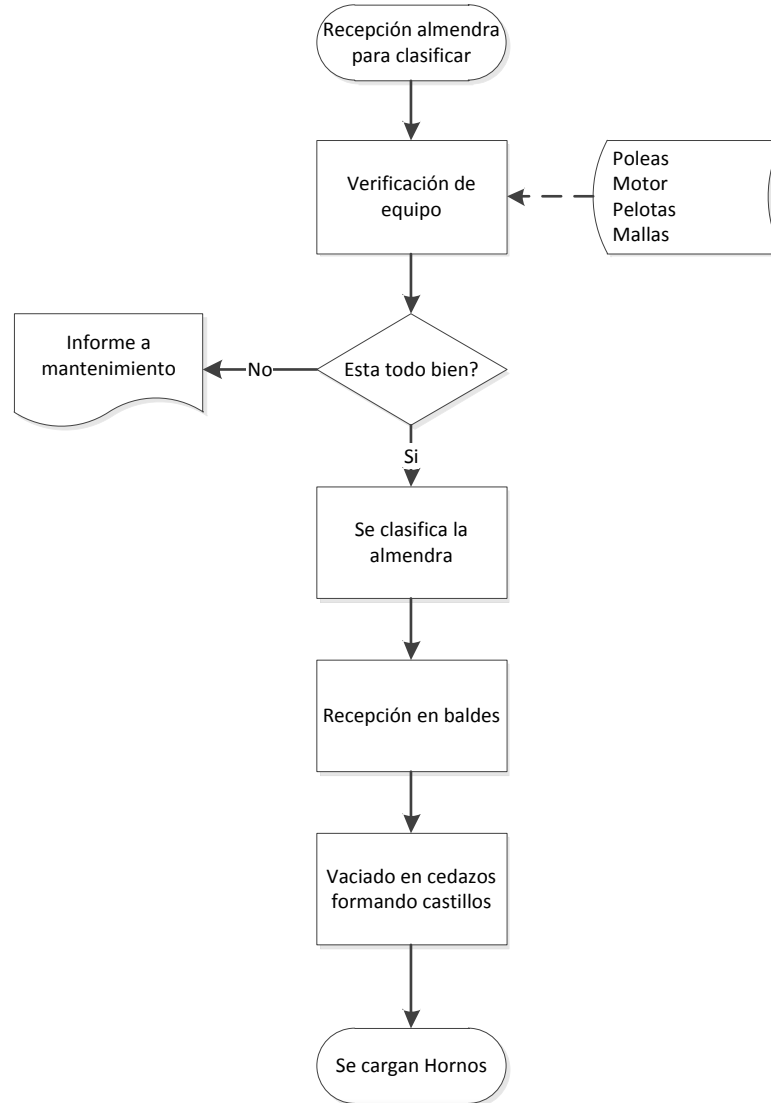 Recepción almendra
para clasificar
Verificación de
equipo
Poleas
Motor
Pelotas
Mallas
Informe a
mantenimiento
No
Esta todo bien?
Si
Se clasifica la
almendra
Recepción en baldes
Vaciado en cedazos
formando castillos
Se cargan Hornos